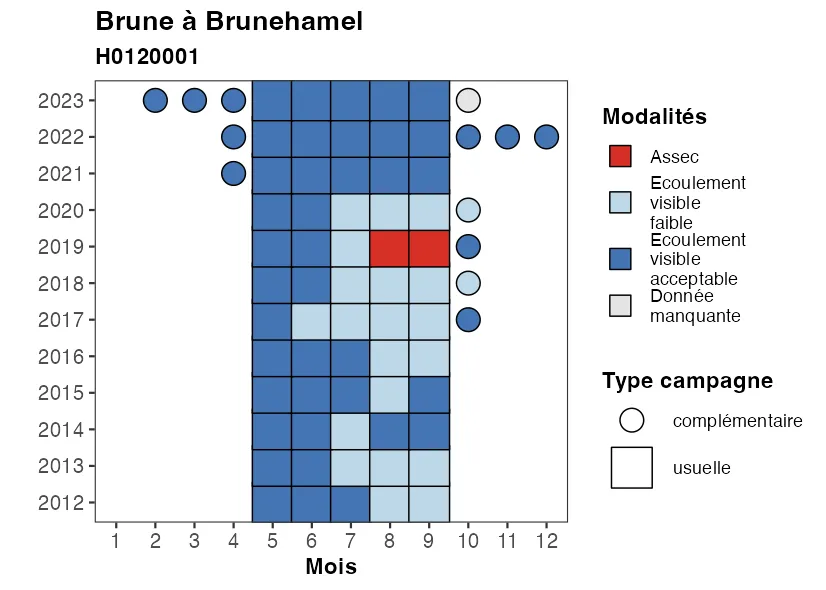 Brune à Brunehamel
H0120001
2023
2022
2021
2020
2019
2018
2017
2016
2015
2014
2013
2012
1 2 3 4 5 6 7 8 9 10 11 12
Mois
Modalités
Assec
Ecoulement
visible
faible
Ecoulement
visible
acceptable
Donnée
manquante
Type campagne
complémentaire
usuelle